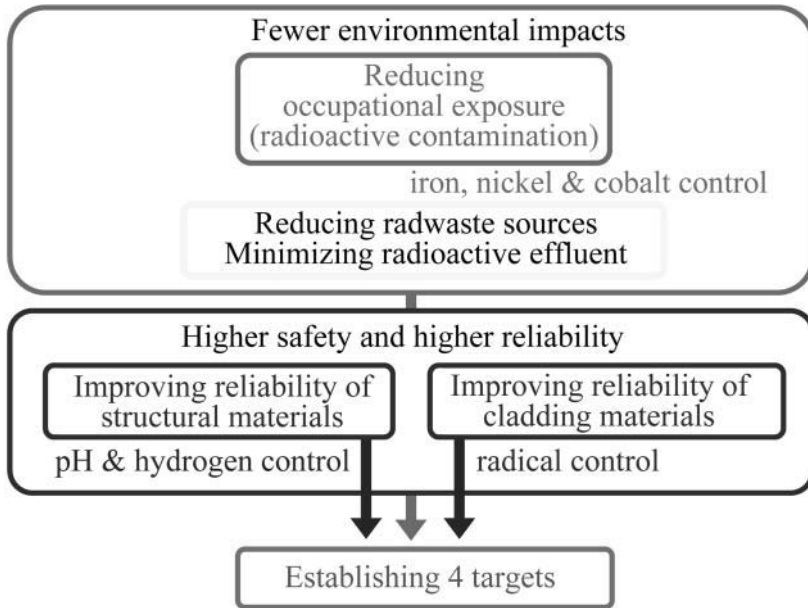 Fewer environmental impacts
Reducing
occupational exposure
(radioactive contamination)
iron, nickel & cobalt control
Reducing radwaste sources
Minimizing radioactive effluent
Higher safety and higher reliability
Improving reliability of
structural materials
Improving reliability of
cladding materials
pH & hydrogen control
radical control
Establishing 4 targets